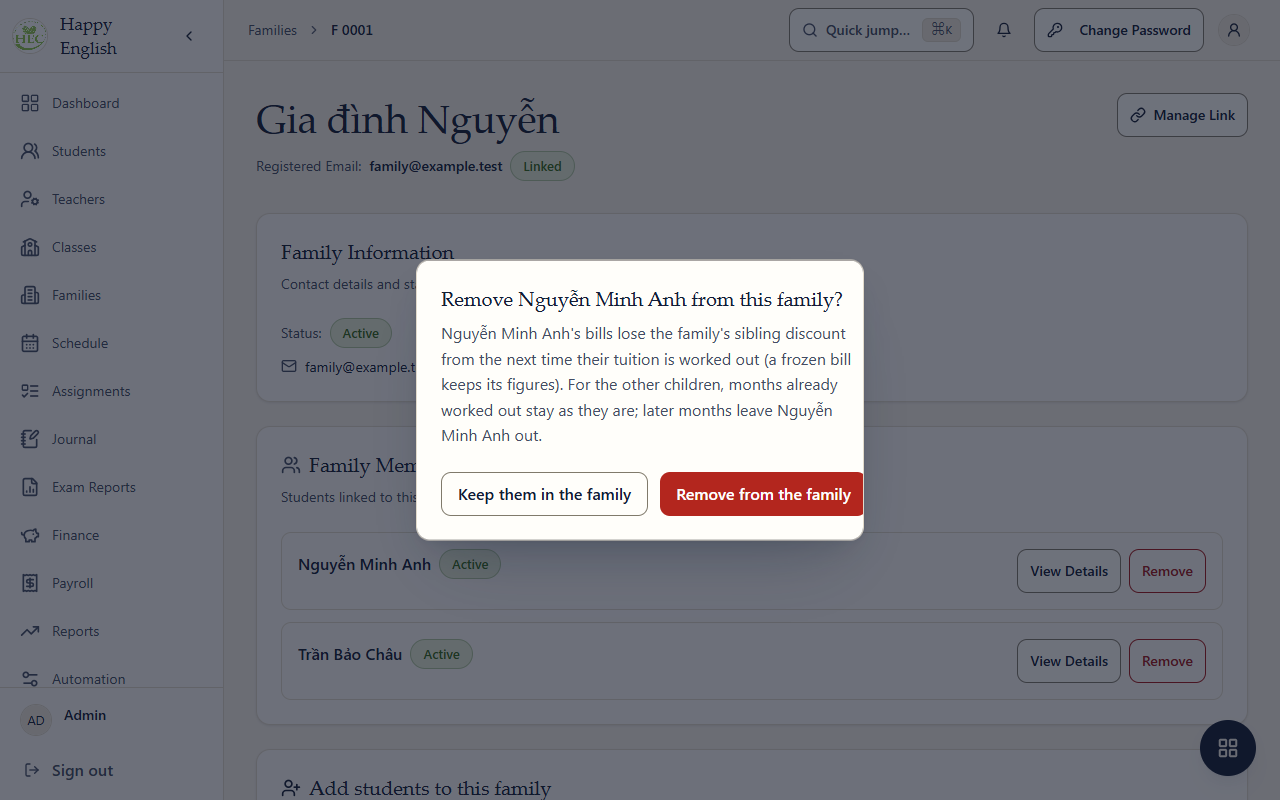 Happy
English
Families > F 0001
Quick jump... ⌘K
Change Password
Dashboard
Students
Teachers
Classes
Families
Schedule
Assignments
Journal
Exam Reports
Finance
Payroll
Reports
Automation
AD Admin
Sign out
Gia đình Nguyễn
Manage Link
Registered Email: family@example.test Linked
Family Information
Contact details and
Status: Active
family@example.t
Remove Nguyễn Minh Anh from this family?
Nguyễn Minh Anh's bills lose the family's sibling discount
from the next time their tuition is worked out (a frozen bill
keeps its figures). For the other children, months already
worked out stay as they are; later months leave Nguyễn
Minh Anh out.
Keep them in the family
Remove from the family
Family
Students linked to this
Nguyễn Minh Anh Active
View Details Remove
Trần Bảo Châu Active
View Details Remove
Add students to this family